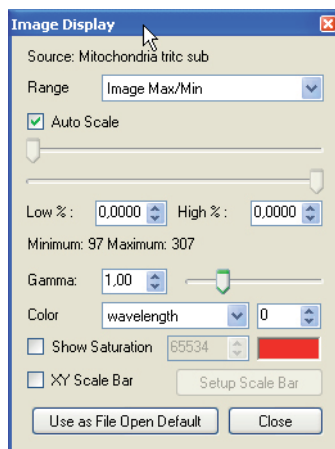 Image Display
Source: Mitochondria tritc sub
Range Image Max/Min
Auto Scale
Low % : 0,0000 High % : 0,0000
Minimum: 97 Maximum: 307
Gamma: 1,00
Color wavelength 0
Show Saturation 65534
XY Scale Bar Setup Scale Bar
Use as File Open Default Close